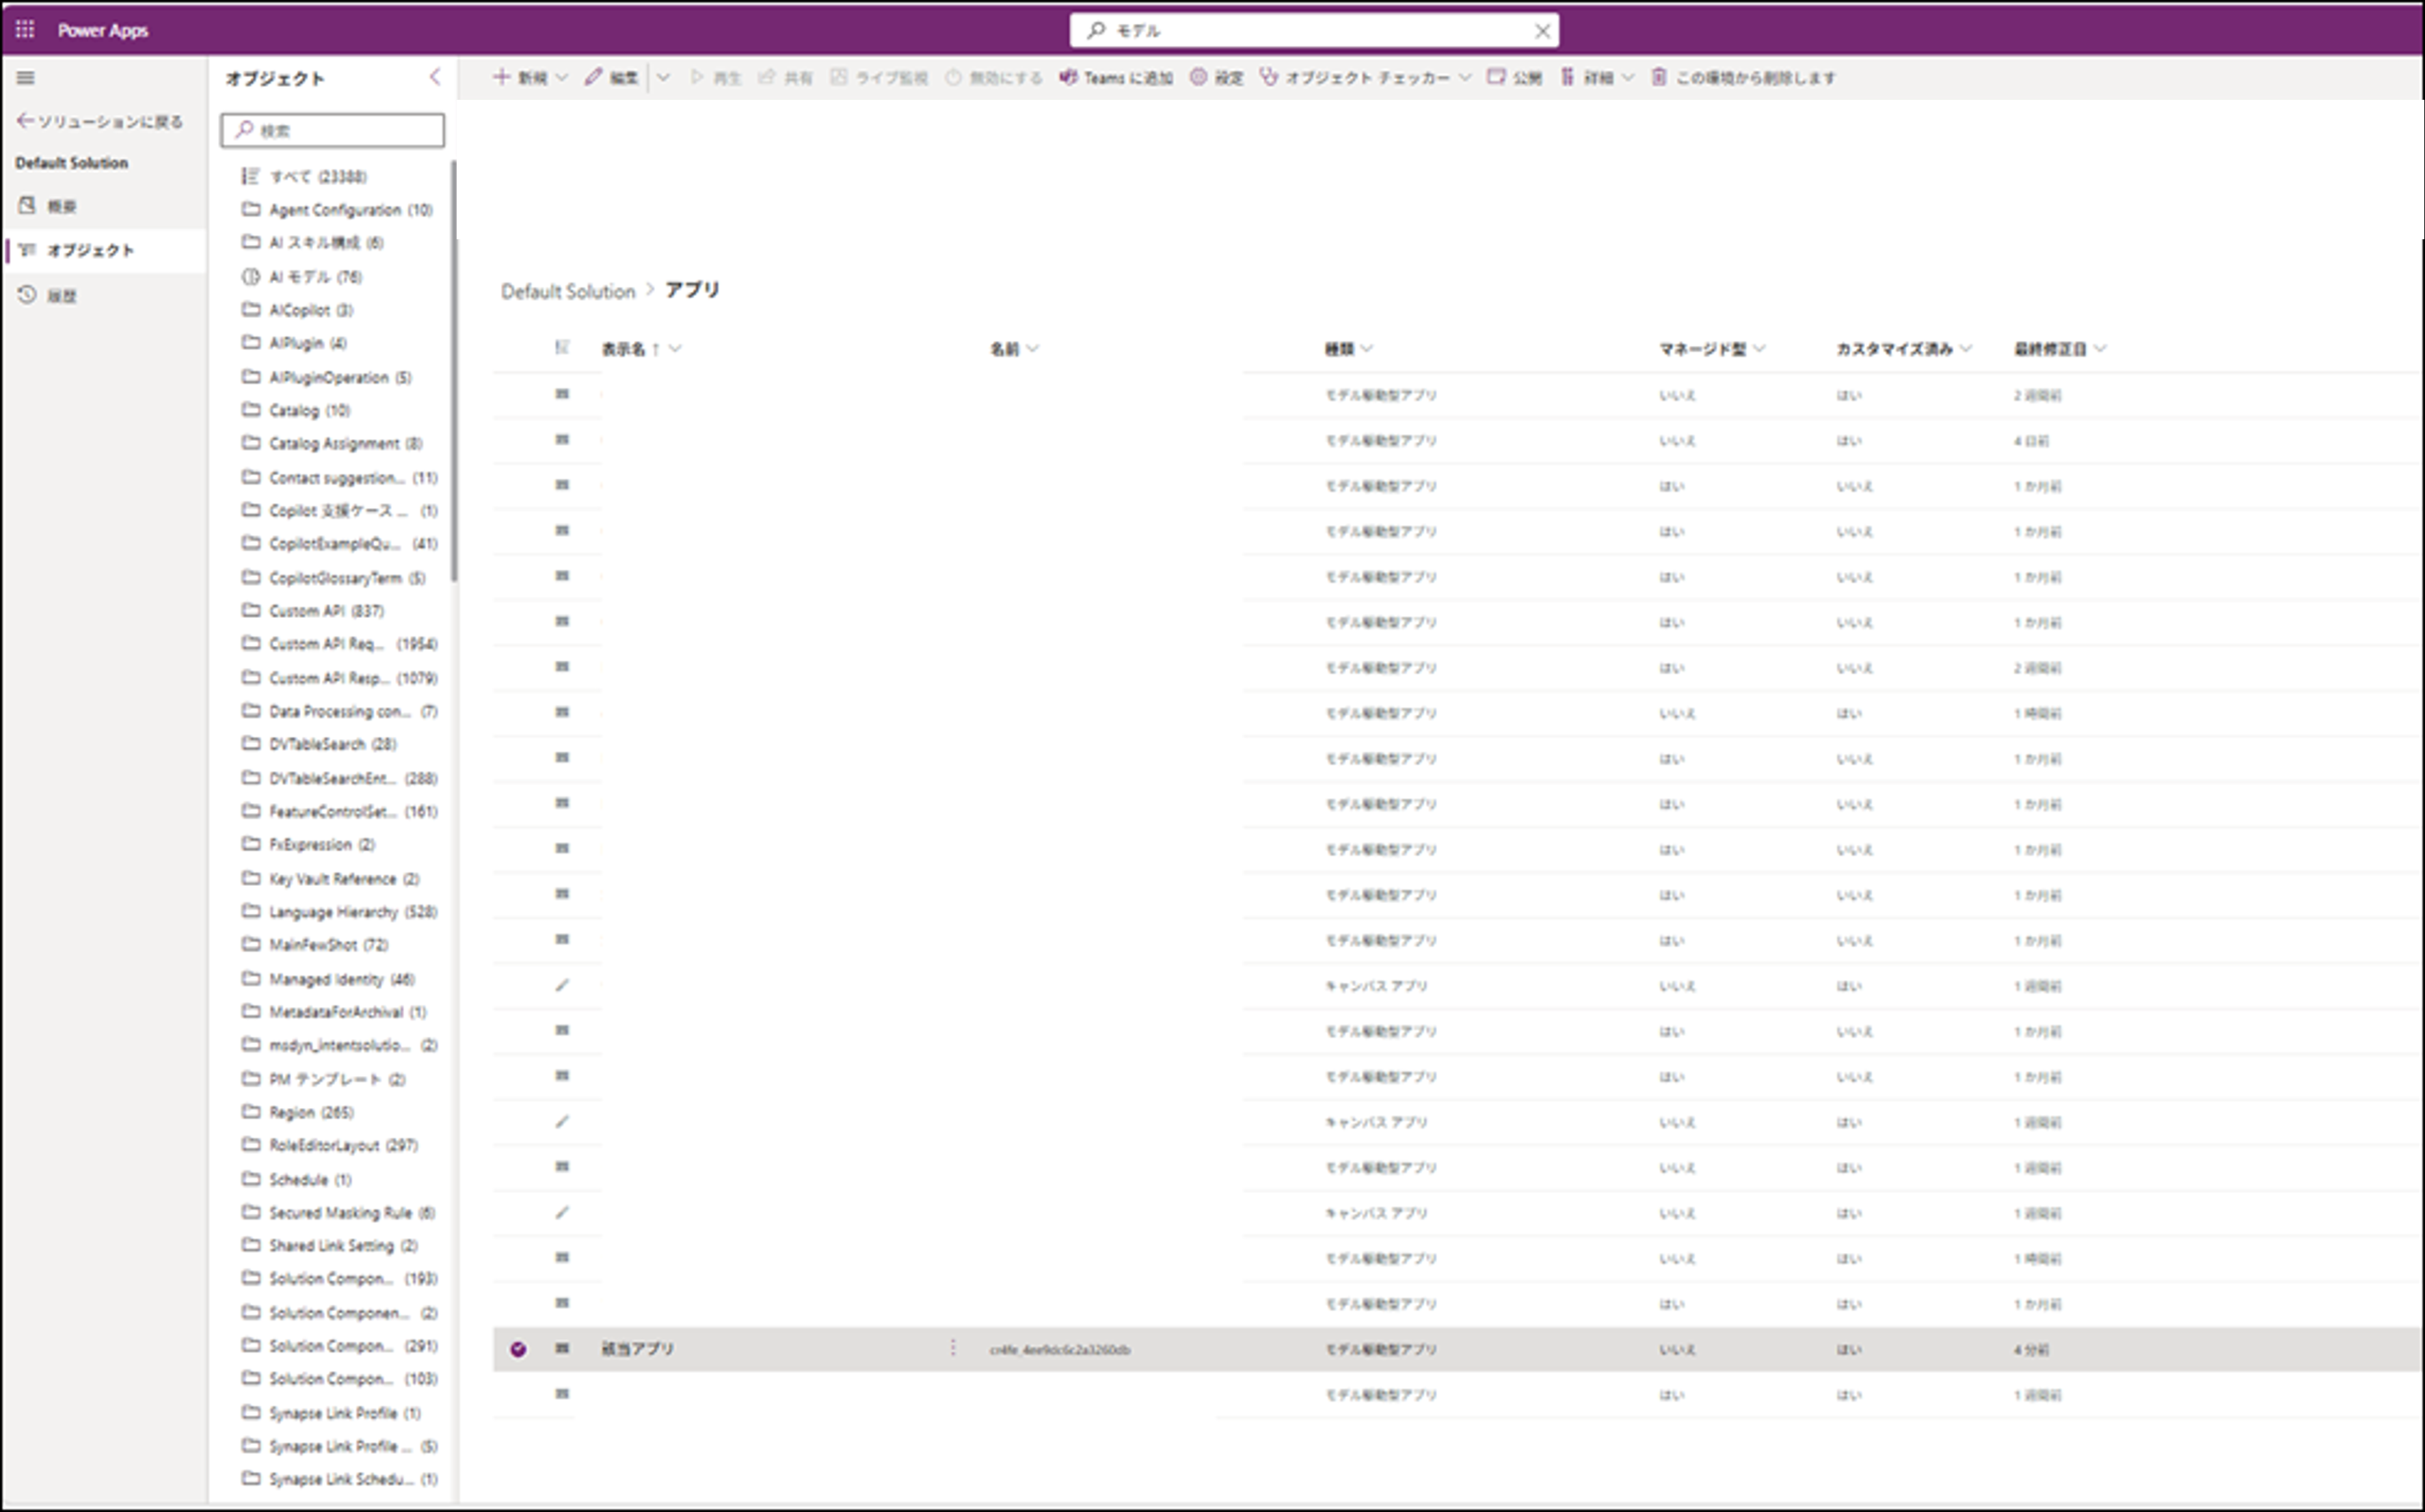 Power Apps
モデル
オブジェクト
新規 編集 再生 共有 ライブ監視 無効にする Teams に追加 設定 オブジェクト チェッカー 公開 詳細 この環境から削除します
ソリューションに戻る
Default Solution
概要
オブジェクト
履歴
検索
すべて (23388)
Agent Configuration (10)
AI スキル構成 (6)
AI モデル (76)
AICopilot (3)
AIPlugin (4)
AIPluginOperation (5)
Catalog (10)
Catalog Assignment (8)
Contact suggestion... (11)
Copilot 支援ケース ... (1)
CopilotExampleQu... (41)
CopilotGlossaryTerm (5)
Custom API (837)
Custom API Req... (1954)
Custom API Resp... (1079)
Data Processing con... (7)
DVTableSearch (28)
DVTableSearchEnt... (288)
FeatureControlSet... (161)
FxExpression (2)
Key Vault Reference (2)
Language Hierarchy (528)
MainFewShot (72)
Managed Identity (46)
MetadataForArchival (1)
msdyn_intentsolutio... (2)
PM テンプレート (2)
Region (265)
RoleEditorLayout (297)
Schedule (1)
Secured Masking Rule (6)
Shared Link Setting (2)
Solution Compon... (193)
Solution Componen... (2)
Solution Compon... (291)
Solution Compon... (103)
Synapse Link Profile (1)
Synapse Link Profile ... (5)
Synapse Link Schedu... (1)
Default Solution > アプリ
表示名 ↑ 名前 種類 マネージド型 カスタマイズ済み 最終修正日
モデル駆動型アプリ いいえ はい 2 週間前
モデル駆動型アプリ いいえ はい 4 日前
モデル駆動型アプリ はい いいえ 1 か月前
モデル駆動型アプリ はい いいえ 1 か月前
モデル駆動型アプリ はい いいえ 1 か月前
モデル駆動型アプリ はい いいえ 1 か月前
モデル駆動型アプリ はい いいえ 2 週間前
モデル駆動型アプリ いいえ はい 1 時間前
モデル駆動型アプリ はい いいえ 1 か月前
モデル駆動型アプリ はい いいえ 1 か月前
モデル駆動型アプリ はい いいえ 1 か月前
モデル駆動型アプリ はい いいえ 1 か月前
モデル駆動型アプリ はい いいえ 1 か月前
キャンバス アプリ いいえ はい 1 週間前
モデル駆動型アプリ はい いいえ 1 か月前
モデル駆動型アプリ はい いいえ 1 か月前
キャンバス アプリ いいえ はい 1 週間前
モデル駆動型アプリ いいえ はい 1 週間前
キャンバス アプリ いいえ はい 1 週間前
モデル駆動型アプリ いいえ はい 1 時間前
モデル駆動型アプリ はい はい 1 か月前
該当アプリ cr4fe_4ee9dc6c2a3260db モデル駆動型アプリ いいえ はい 4 分前
モデル駆動型アプリ はい はい 1 週間前